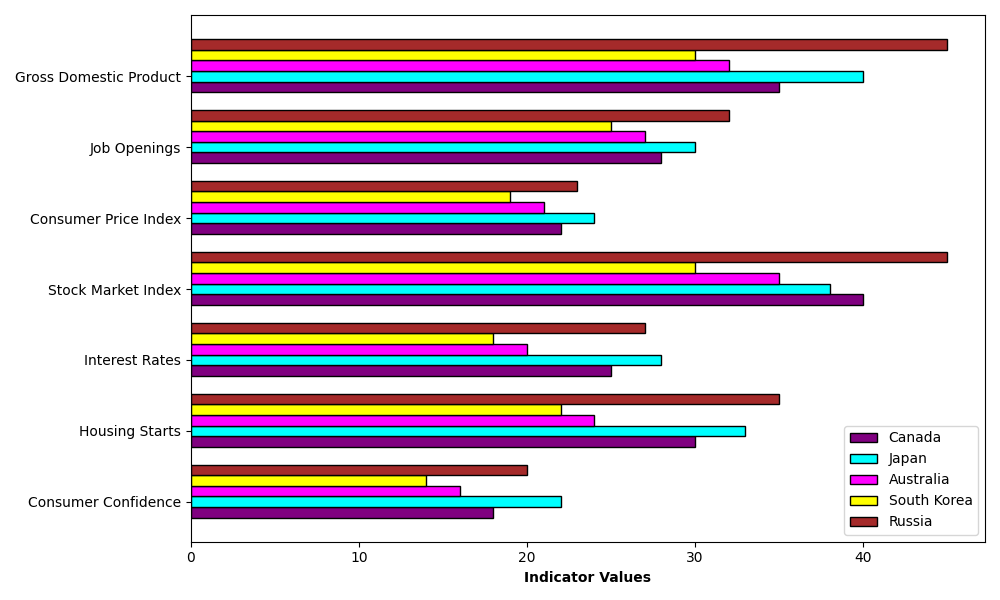 Gross Domestic Product
Job Openings
Consumer Price Index
Stock Market Index
Interest Rates
Housing Starts
Consumer Confidence
Canada
Japan
Australia
South Korea
Russia
0 10 20 30 40
Indicator Values